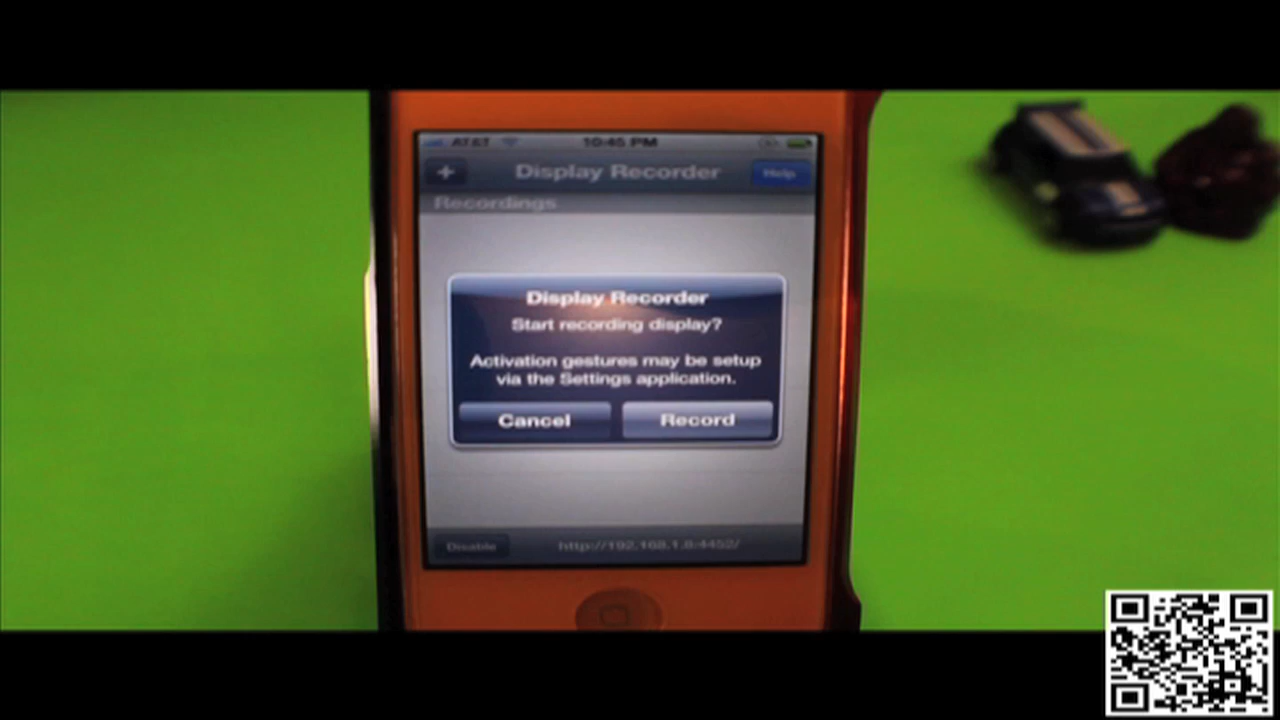 AT&T 10:45 PM
+ Display Recorder Help
Recordings
Display Recorder
Start recording display?
Activation gestures may be setup
via the Settings application.
Cancel Record
Disable http://192.168.1.8:4452/